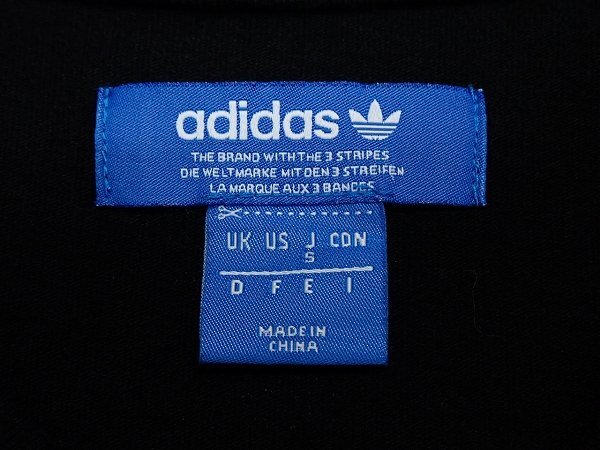 adidas
THE BRAND WITH THE 3 STRIPES
DIE WELTMARKE MIT DEN 3 STREIFEN
LA MARQUE AUX 3 BANDES
UK US J CDN
S
D F E I
MADE IN
CHINA